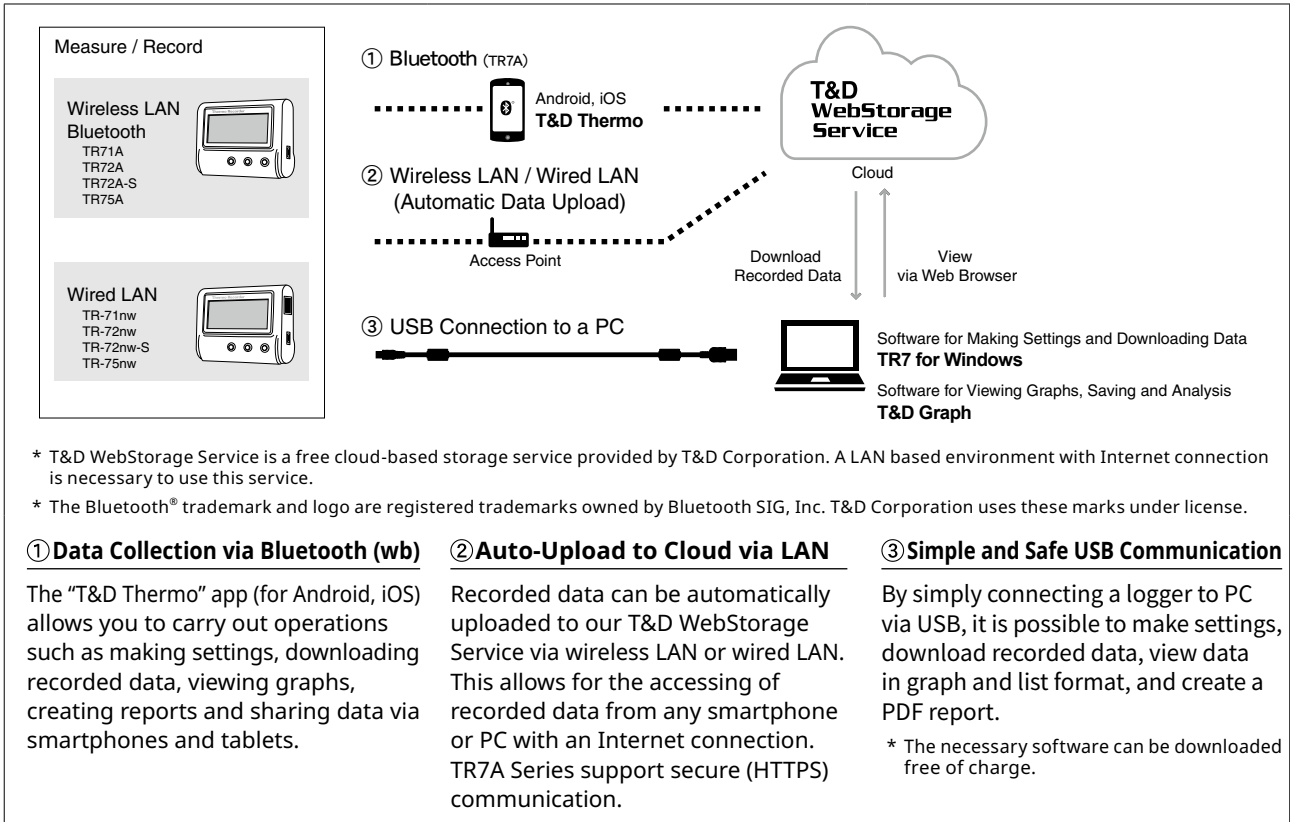 Measure / Record
Wireless LAN
Bluetooth
TR71A
TR72A
TR72A-S
TR75A
Wired LAN
TR-71nw
TR-72nw
TR-72nw-S
TR-75nw
① Bluetooth (TR7A)
Android, iOS
T&D Thermo
② Wireless LAN / Wired LAN
(Automatic Data Upload)
Access Point
③ USB Connection to a PC
T&D
WebStorage
Service
Cloud
Download
Recorded Data
View
via Web Browser
Software for Making Settings and Downloading Data
TR7 for Windows
Software for Viewing Graphs, Saving and Analysis
T&D Graph
* T&D WebStorage Service is a free cloud-based storage service provided by T&D Corporation. A LAN based environment with Internet connection
is necessary to use this service.
* The Bluetooth® trademark and logo are registered trademarks owned by Bluetooth SIG, Inc. T&D Corporation uses these marks under license.
①Data Collection via Bluetooth (wb)
The “T&D Thermo” app (for Android, iOS)
allows you to carry out operations
such as making settings, downloading
recorded data, viewing graphs,
creating reports and sharing data via
smartphones and tablets.
②Auto-Upload to Cloud via LAN
Recorded data can be automatically
uploaded to our T&D WebStorage
Service via wireless LAN or wired LAN.
This allows for the accessing of
recorded data from any smartphone
or PC with an Internet connection.
TR7A Series support secure (HTTPS)
communication.
③Simple and Safe USB Communication
By simply connecting a logger to PC
via USB, it is possible to make settings,
download recorded data, view data
in graph and list format, and create a
PDF report.
* The necessary software can be downloaded
free of charge.